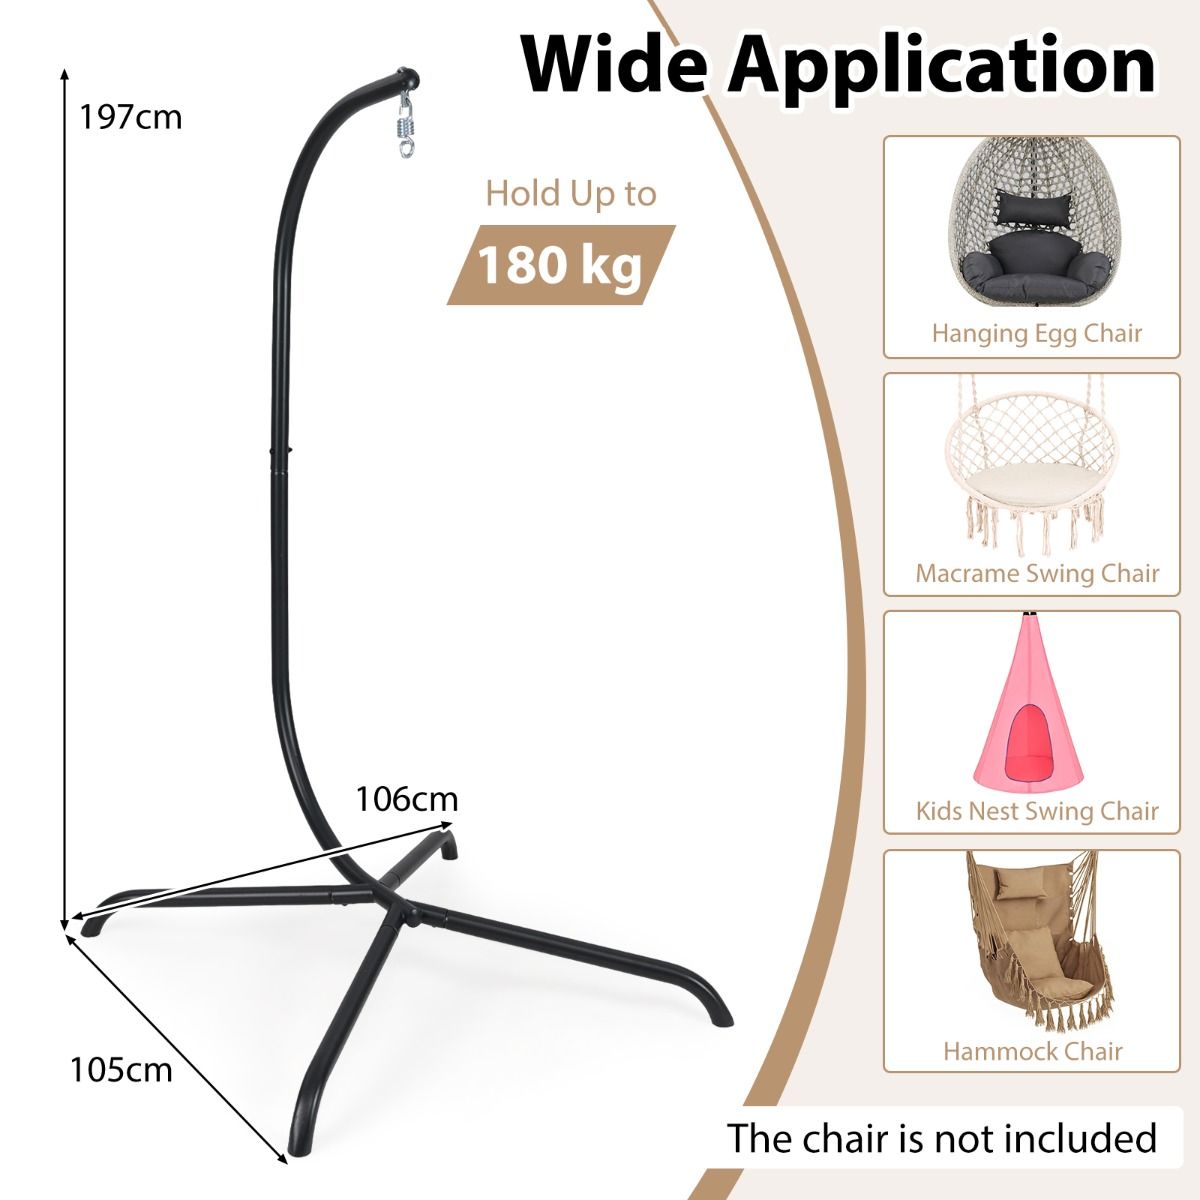 Wide Application
197cm
Hold Up to
180 kg
Hanging Egg Chair
Macrame Swing Chair
Kids Nest Swing Chair
106cm
105cm
Hammock Chair
The chair is not included